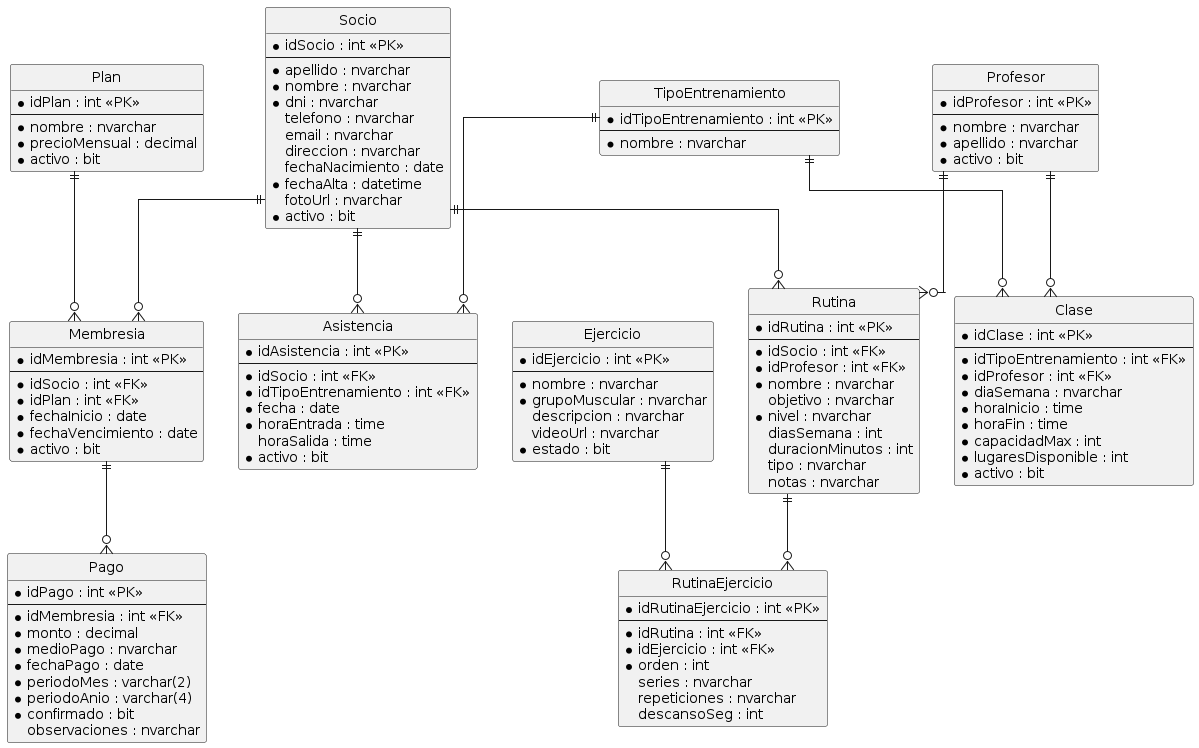 Socio
idSocio : int «PK»
apellido : nvarchar
nombre : nvarchar
dni : nvarchar
telefono : nvarchar
email : nvarchar
direccion : nvarchar
fechaNacimiento : date
fechaAlta : datetime
fotoUrl : nvarchar
activo : bit
Plan
idPlan : int «PK»
nombre : nvarchar
precioMensual : decimal
activo : bit
TipoEntrenamiento
idTipoEntrenamiento : int «PK»
nombre : nvarchar
Profesor
idProfesor : int «PK»
nombre : nvarchar
apellido : nvarchar
activo : bit
Membresia
idMembresia : int «PK»
idSocio : int «FK»
idPlan : int «FK»
fechaInicio : date
fechaVencimiento : date
activo : bit
Asistencia
idAsistencia : int «PK»
idSocio : int «FK»
idTipoEntrenamiento : int «FK»
fecha : date
horaEntrada : time
horaSalida : time
activo : bit
Ejercicio
idEjercicio : int «PK»
nombre : nvarchar
grupoMuscular : nvarchar
descripcion : nvarchar
videoUrl : nvarchar
estado : bit
Rutina
idRutina : int «PK»
idSocio : int «FK»
idProfesor : int «FK»
nombre : nvarchar
objetivo : nvarchar
nivel : nvarchar
diasSemana : int
duracionMinutos : int
tipo : nvarchar
notas : nvarchar
Clase
idClase : int «PK»
idTipoEntrenamiento : int «FK»
idProfesor : int «FK»
diaSemana : nvarchar
horaInicio : time
horaFin : time
capacidadMax : int
lugaresDisponible : int
activo : bit
Pago
idPago : int «PK»
idMembresia : int «FK»
monto : decimal
medioPago : nvarchar
fechaPago : date
periodoMes : varchar(2)
periodoAnio : varchar(4)
confirmado : bit
observaciones : nvarchar
RutinaEjercicio
idRutinaEjercicio : int «PK»
idRutina : int «FK»
idEjercicio : int «FK»
orden : int
series : nvarchar
repeticiones : nvarchar
descansoSeg : int